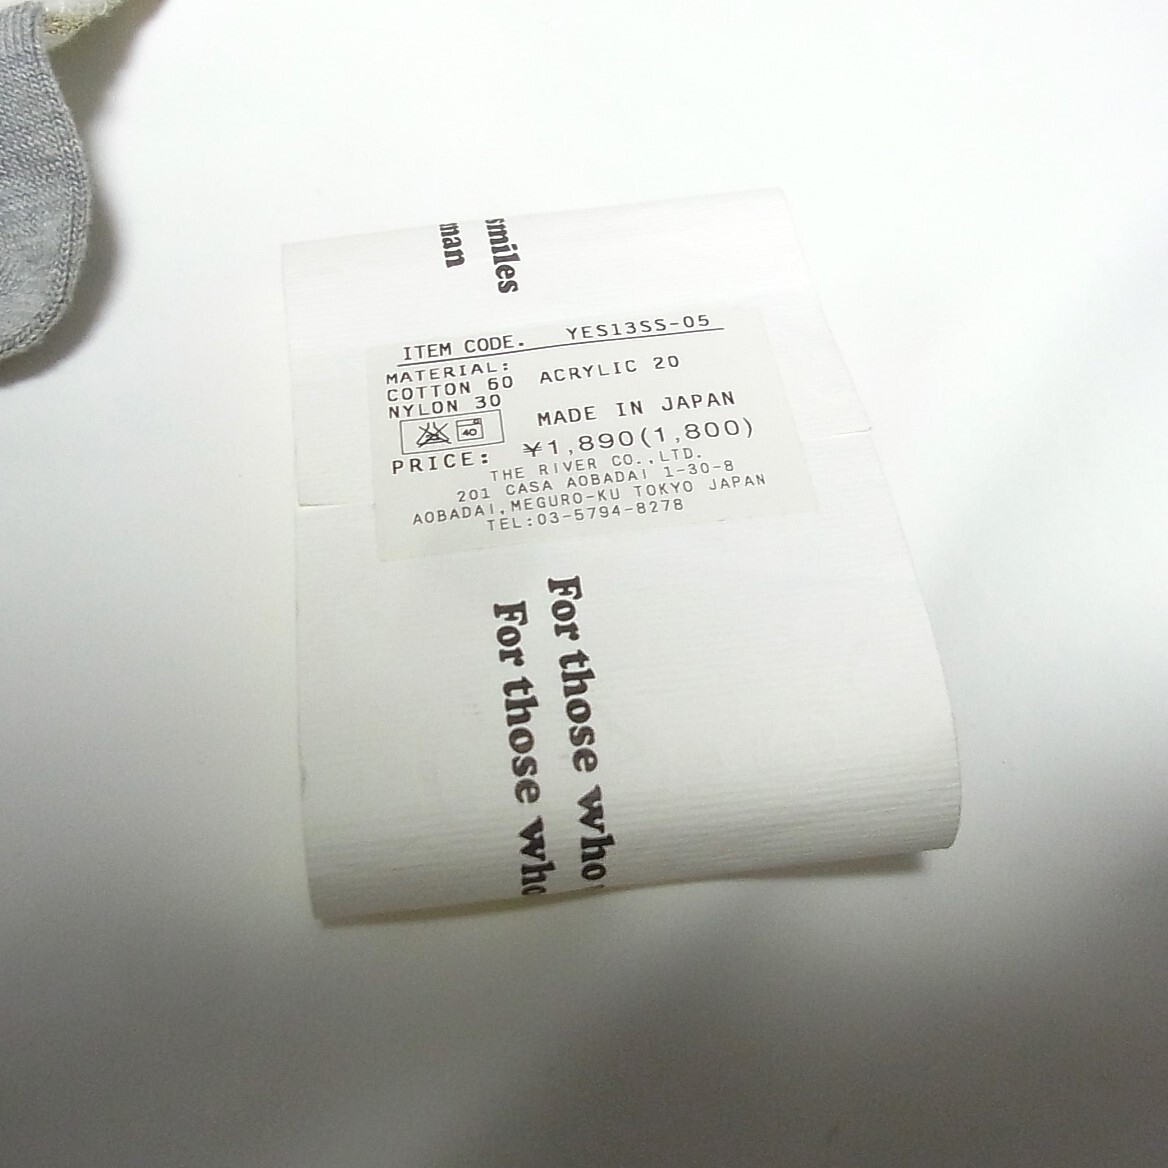 smiles
man
ITEM CODE. YES13SS-05
MATERIAL:
COTTON 60 ACRYLIC 20
NYLON 30
40
MADE IN JAPAN
PRICE: ¥1,890(1,800)
THE RIVER CO.,LTD.
201 CASA AOBADAI 1-30-8
AOBADAI,MEGURO-KU TOKYO JAPAN
TEL:03-5794-8278
For those who
For those who